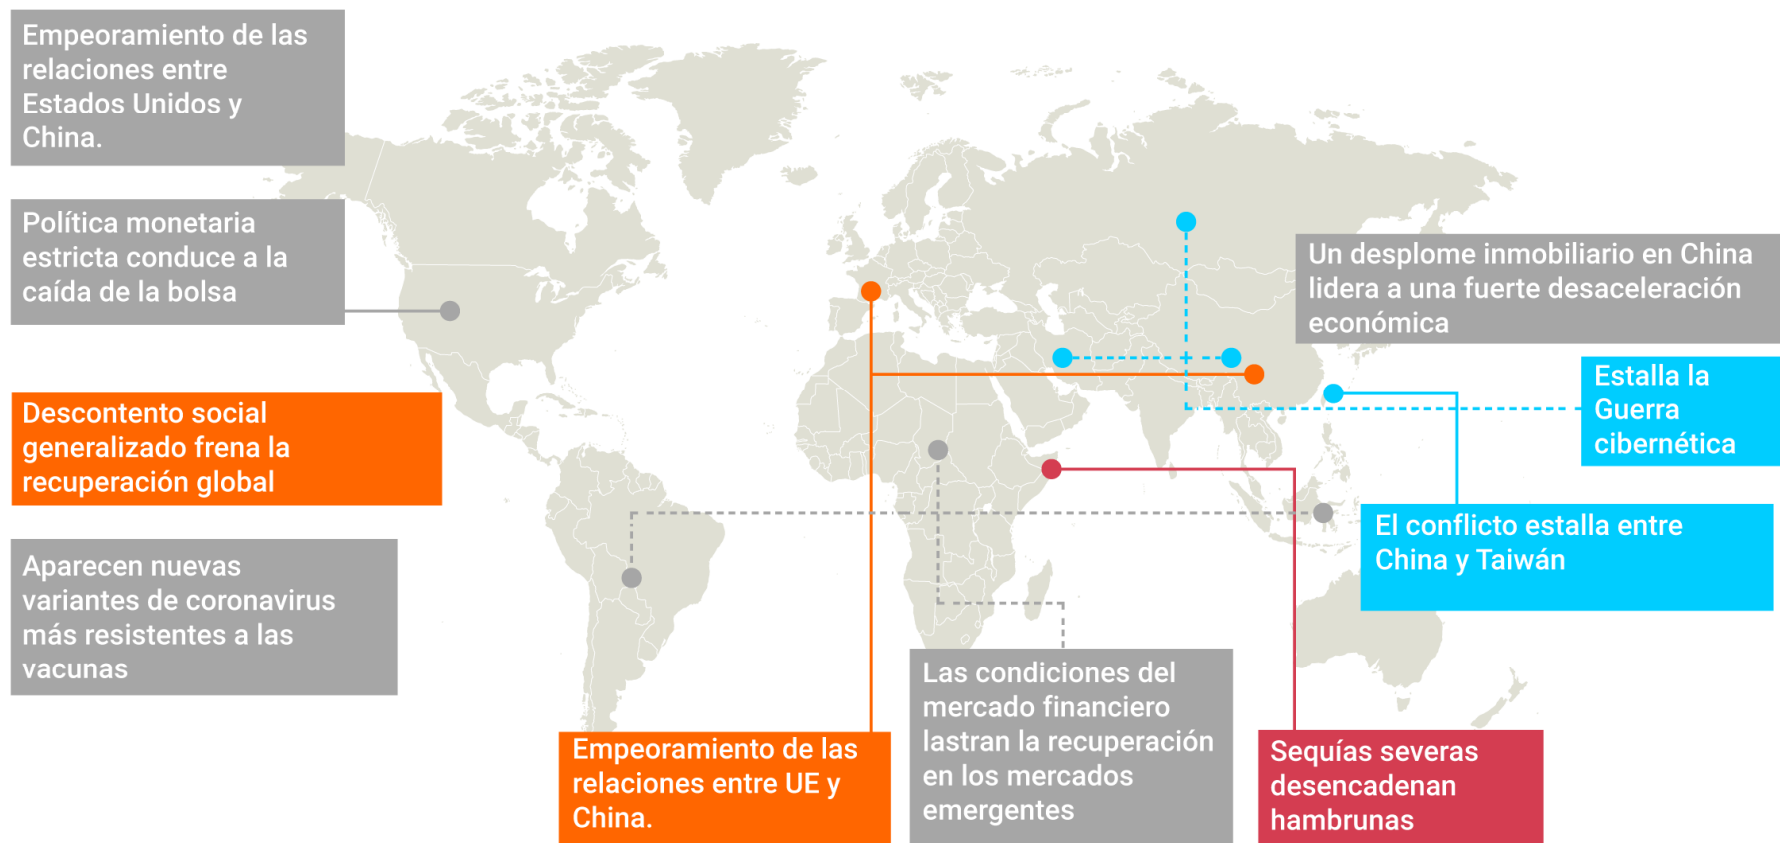 Empeoramiento de las
relaciones entre
Estados Unidos y
China.
Política monetaria
estricta conduce a la
caída de la bolsa
Un desplome inmobiliario en China
lidera a una fuerte desaceleración
económica
Estalla la
Guerra
cibernética
Descontento social
generalizado frena la
recuperación global
El conflicto estalla entre
China y Taiwán
Aparecen nuevas
variantes de coronavirus
más resistentes a las
vacunas
Empeoramiento de las
relaciones entre UE y
China.
Las condiciones del
mercado financiero
lastran la recuperación
en los mercados
emergentes
Sequías severas
desencadenan
hambrunas